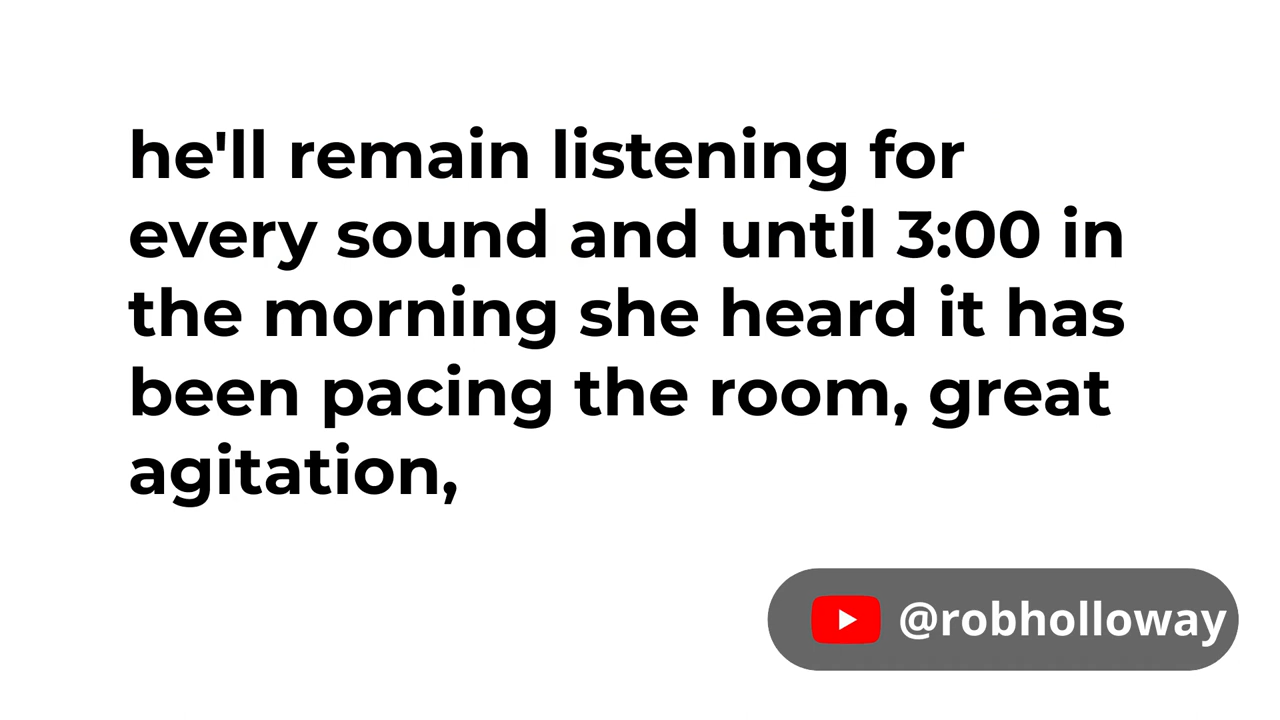 he'll remain listening for
every sound and until 3:00 in
the morning she heard it has
been pacing the room, great
agitation,
@robholloway